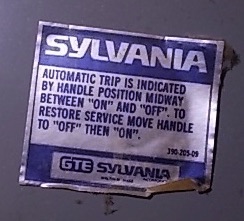 SYLVANIA
AUTOMATIC TRIP IS INDICATED
BY HANDLE POSITION MIDWAY
BETWEEN "ON" AND "OFF". TO
RESTORE SERVICE MOVE HANDLE
TO "OFF" THEN "ON".
390-205-09
GTE SYLVANIA